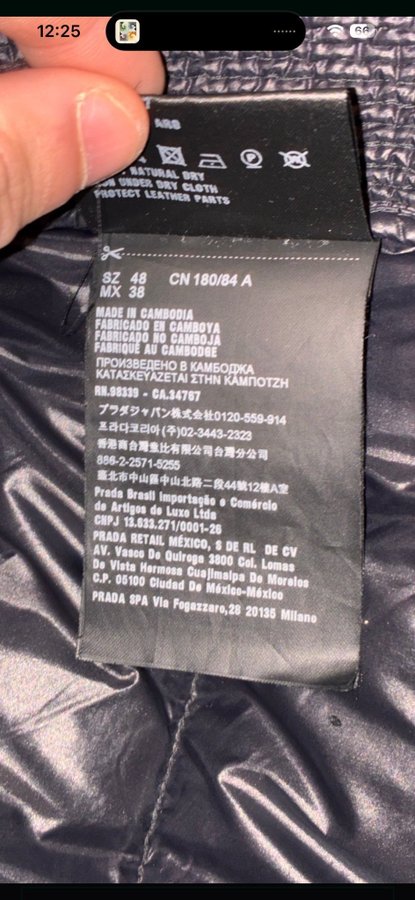 12:25
66
ARO
NATURAL DRY
UNDER DRY CLOTH
PROTECT LEATHER PARTS
SZ 48 CN 180/84 A
MX 38
MADE IN CAMBODIA
FABRICADO EN CAMBOYA
FABRICADO NO CAMBOJA
FABRIQUÉ AU CAMBODGE
ПРОИЗВЕДЕНО В КАМБОДЖА
ΚΑΤΑΣΚΕΥΑΖΕΤΑΙ ΣΤΗΝ ΚΑΜΠΟΤΖΗ
RN.98339 - CA.34767
プラダジャパン株式会社0120-559-914
프라다코리아(주)02-3443-2323
香港商台灣普比有限公司台灣分公司
886-2-2571-5255
臺北市中山區中山北路二段44號12樓A室
Prada Brasil Importação e Comércio
de Artigos de Luxo Ltda
CNPJ 13.633.271/0001-26
PRADA RETAIL MÉXICO, S DE RL DE CV
AV. Vasco De Quiroga 3800 Col. Lomas
De Vista Hermosa Cuajimalpa De Morelos
C.P. 05100 Ciudad De México-México
PRADA SPA Via Fogazzaro,28 20135 Milano